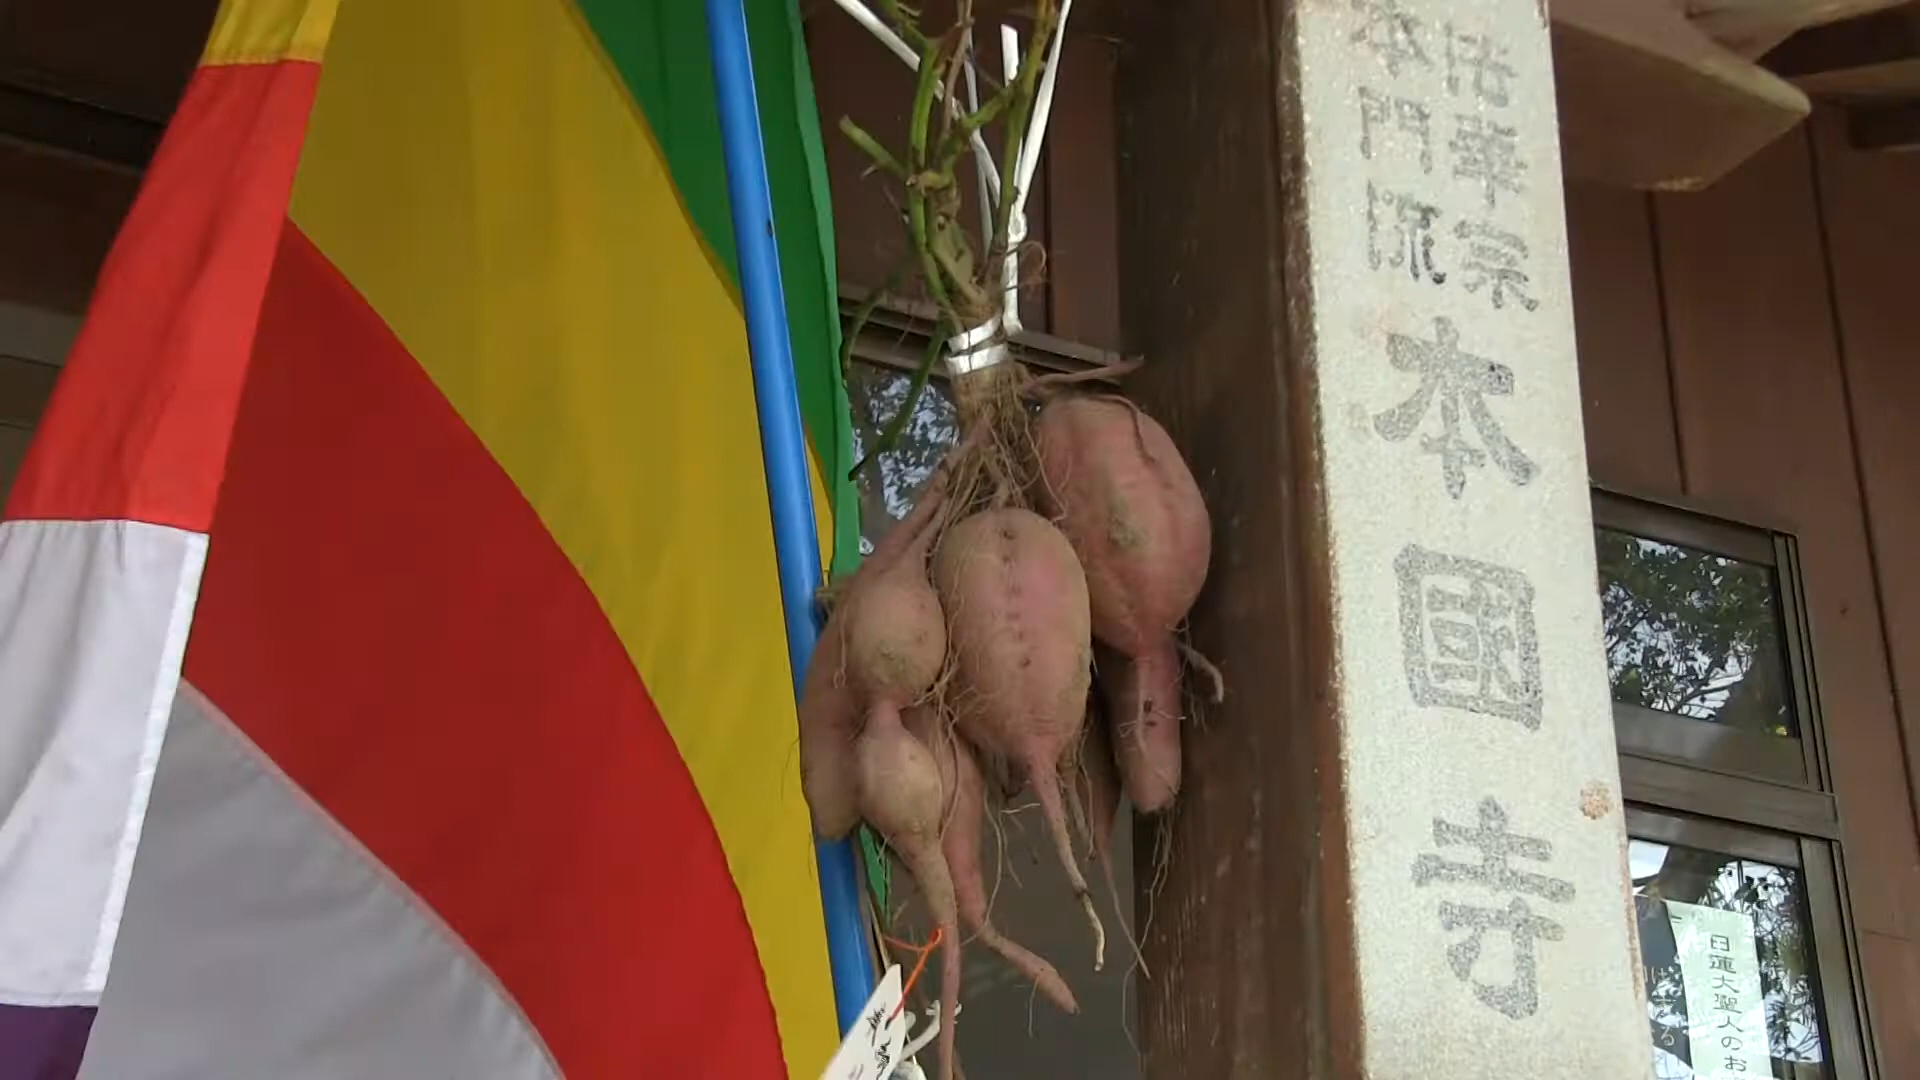 法華宗
本門流
本國寺
日蓮大聖人のお